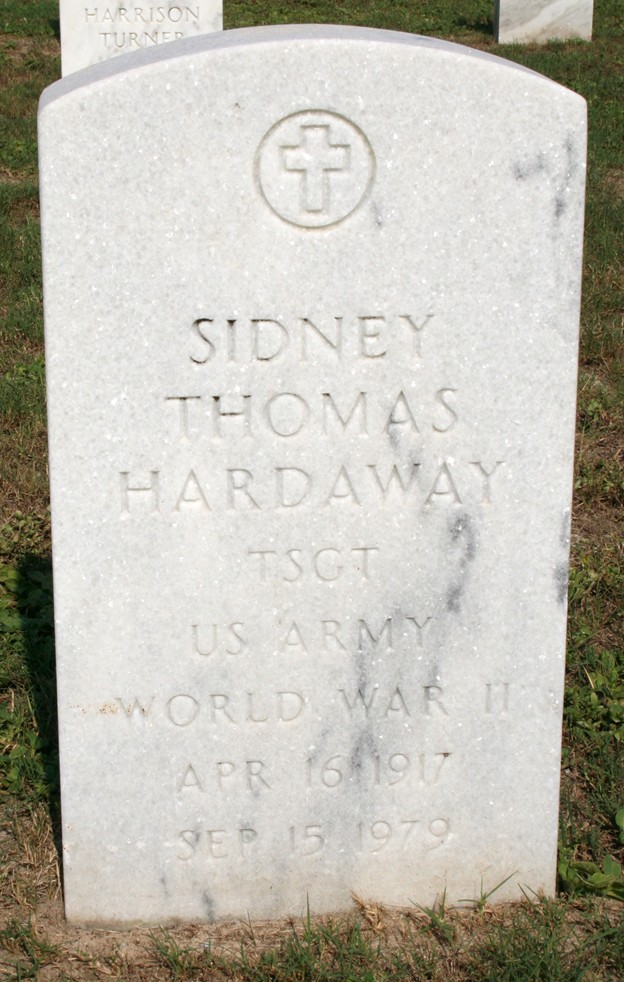 HARRISON
TURNER
SIDNEY
THOMAS
HARDAWAY
TSGT
US ARMY
WORLD WAR II
APR 16 1917
SEP 15 1979